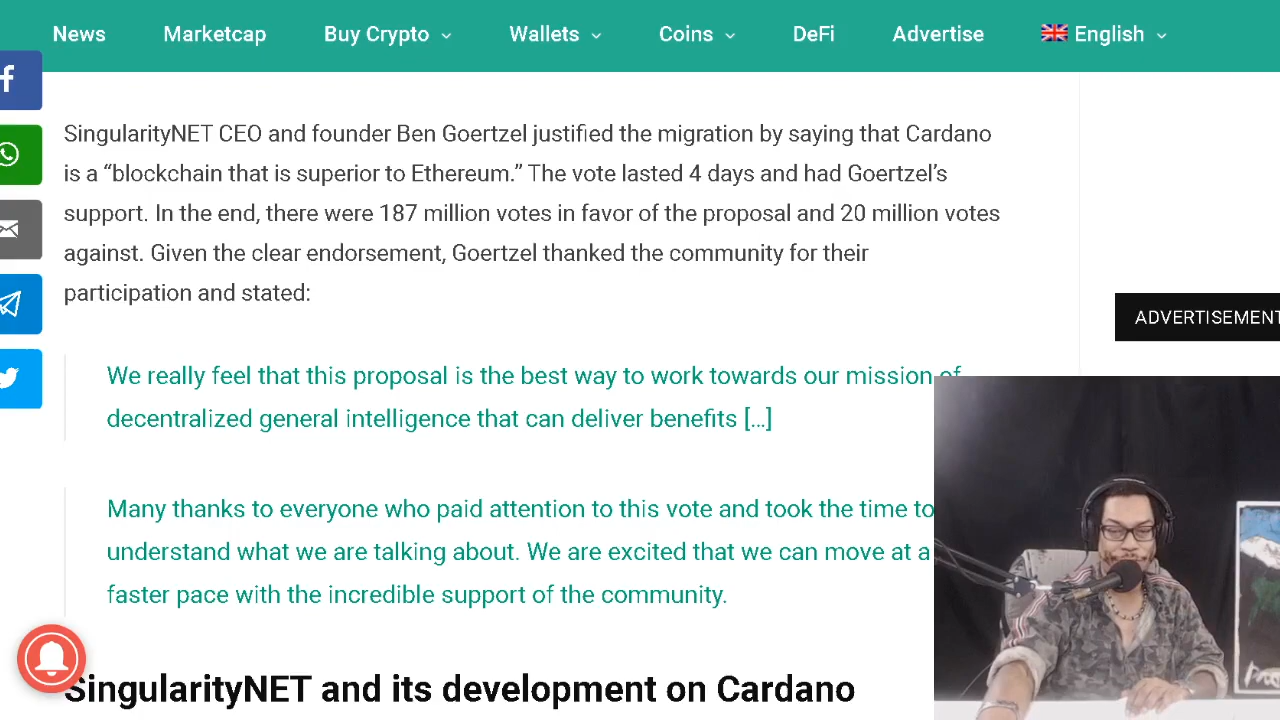 News Marketcap Buy Crypto Wallets Coins DeFi Advertise English
SingularityNET CEO and founder Ben Goertzel justified the migration by saying that Cardano
is a “blockchain that is superior to Ethereum.” The vote lasted 4 days and had Goertzel’s
support. In the end, there were 187 million votes in favor of the proposal and 20 million votes
against. Given the clear endorsement, Goertzel thanked the community for their
participation and stated:
ADVERTISEMENT
We really feel that this proposal is the best way to work towards our mission of
decentralized general intelligence that can deliver benefits […]
Many thanks to everyone who paid attention to this vote and took the time to
understand what we are talking about. We are excited that we can move at a
faster pace with the incredible support of the community.
SingularityNET and its development on Cardano